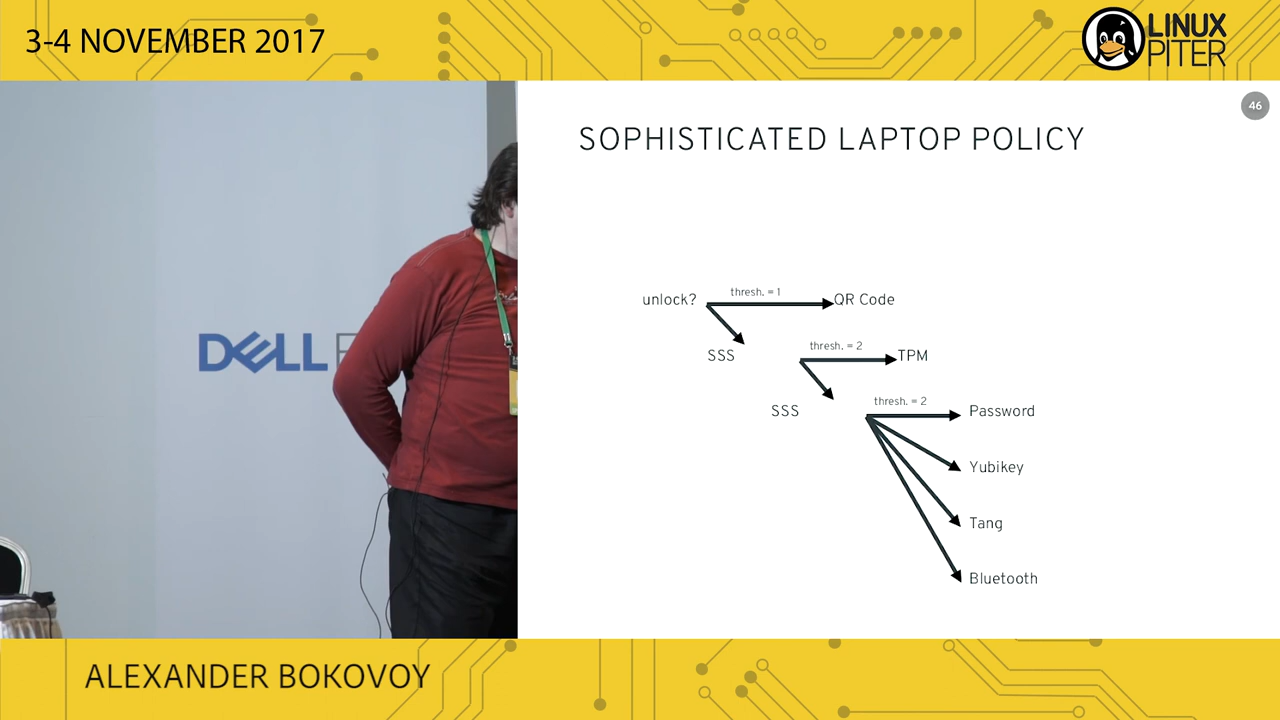 3-4 NOVEMBER 2017
LINUX
PITER
46
SOPHISTICATED LAPTOP POLICY
unlock?
thresh. = 1
QR Code
SSS
thresh. = 2
TPM
SSS
thresh. = 2
Password
Yubikey
Tang
Bluetooth
DELL
ALEXANDER BOKOVOY